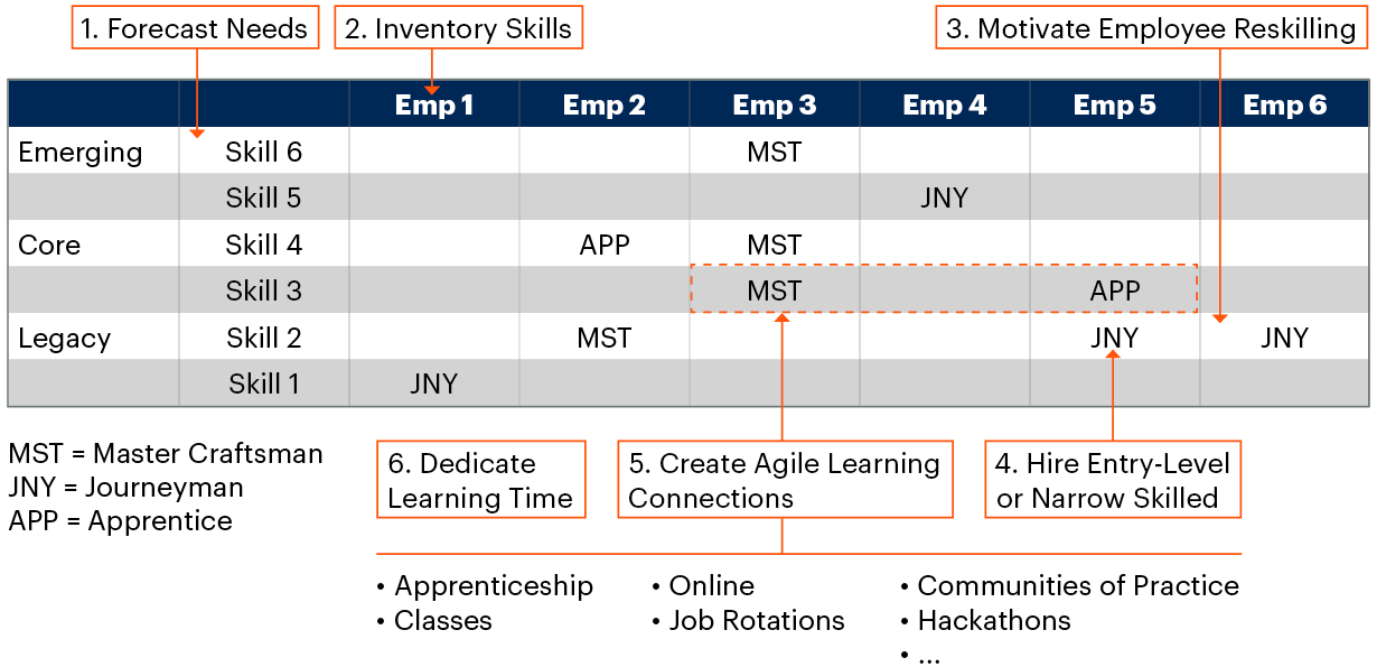 1. Forecast Needs
2. Inventory Skills
3. Motivate Employee Reskilling
Emp 1 Emp 2 Emp 3 Emp 4 Emp 5 Emp 6
Emerging Skill 6 MST
Skill 5 JNY
Core Skill 4 APP MST
Skill 3 MST APP
Legacy Skill 2 MST JNY JNY
Skill 1 JNY
MST = Master Craftsman
JNY = Journeyman
APP = Apprentice
6. Dedicate
Learning Time
5. Create Agile Learning
Connections
4. Hire Entry-Level
or Narrow Skilled
• Apprenticeship
• Classes
• Online
• Job Rotations
• Communities of Practice
• Hackathons
• ...